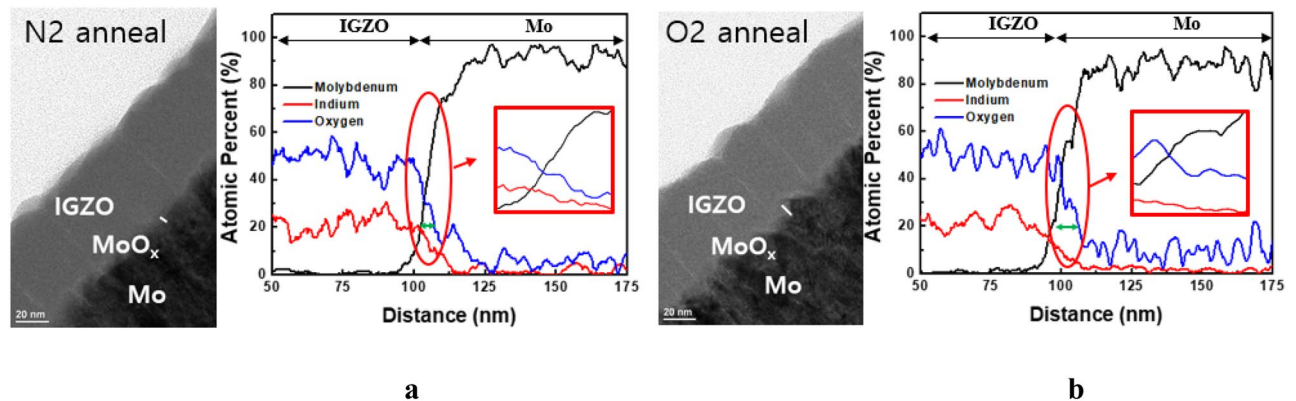 N2 anneal
IGZO
MoOx
Mo
20 nm
IGZO Mo
Atomic Percent (%)
100
80
60
40
20
0
Molybdenum
Indium
Oxygen
50 75 100 125 150 175
Distance (nm)
a
O2 anneal
IGZO
MoOx
Mo
20 nm
IGZO Mo
Atomic Percent (%)
100
80
60
40
20
0
Molybdenum
Indium
Oxygen
50 75 100 125 150 175
Distance (nm)
b